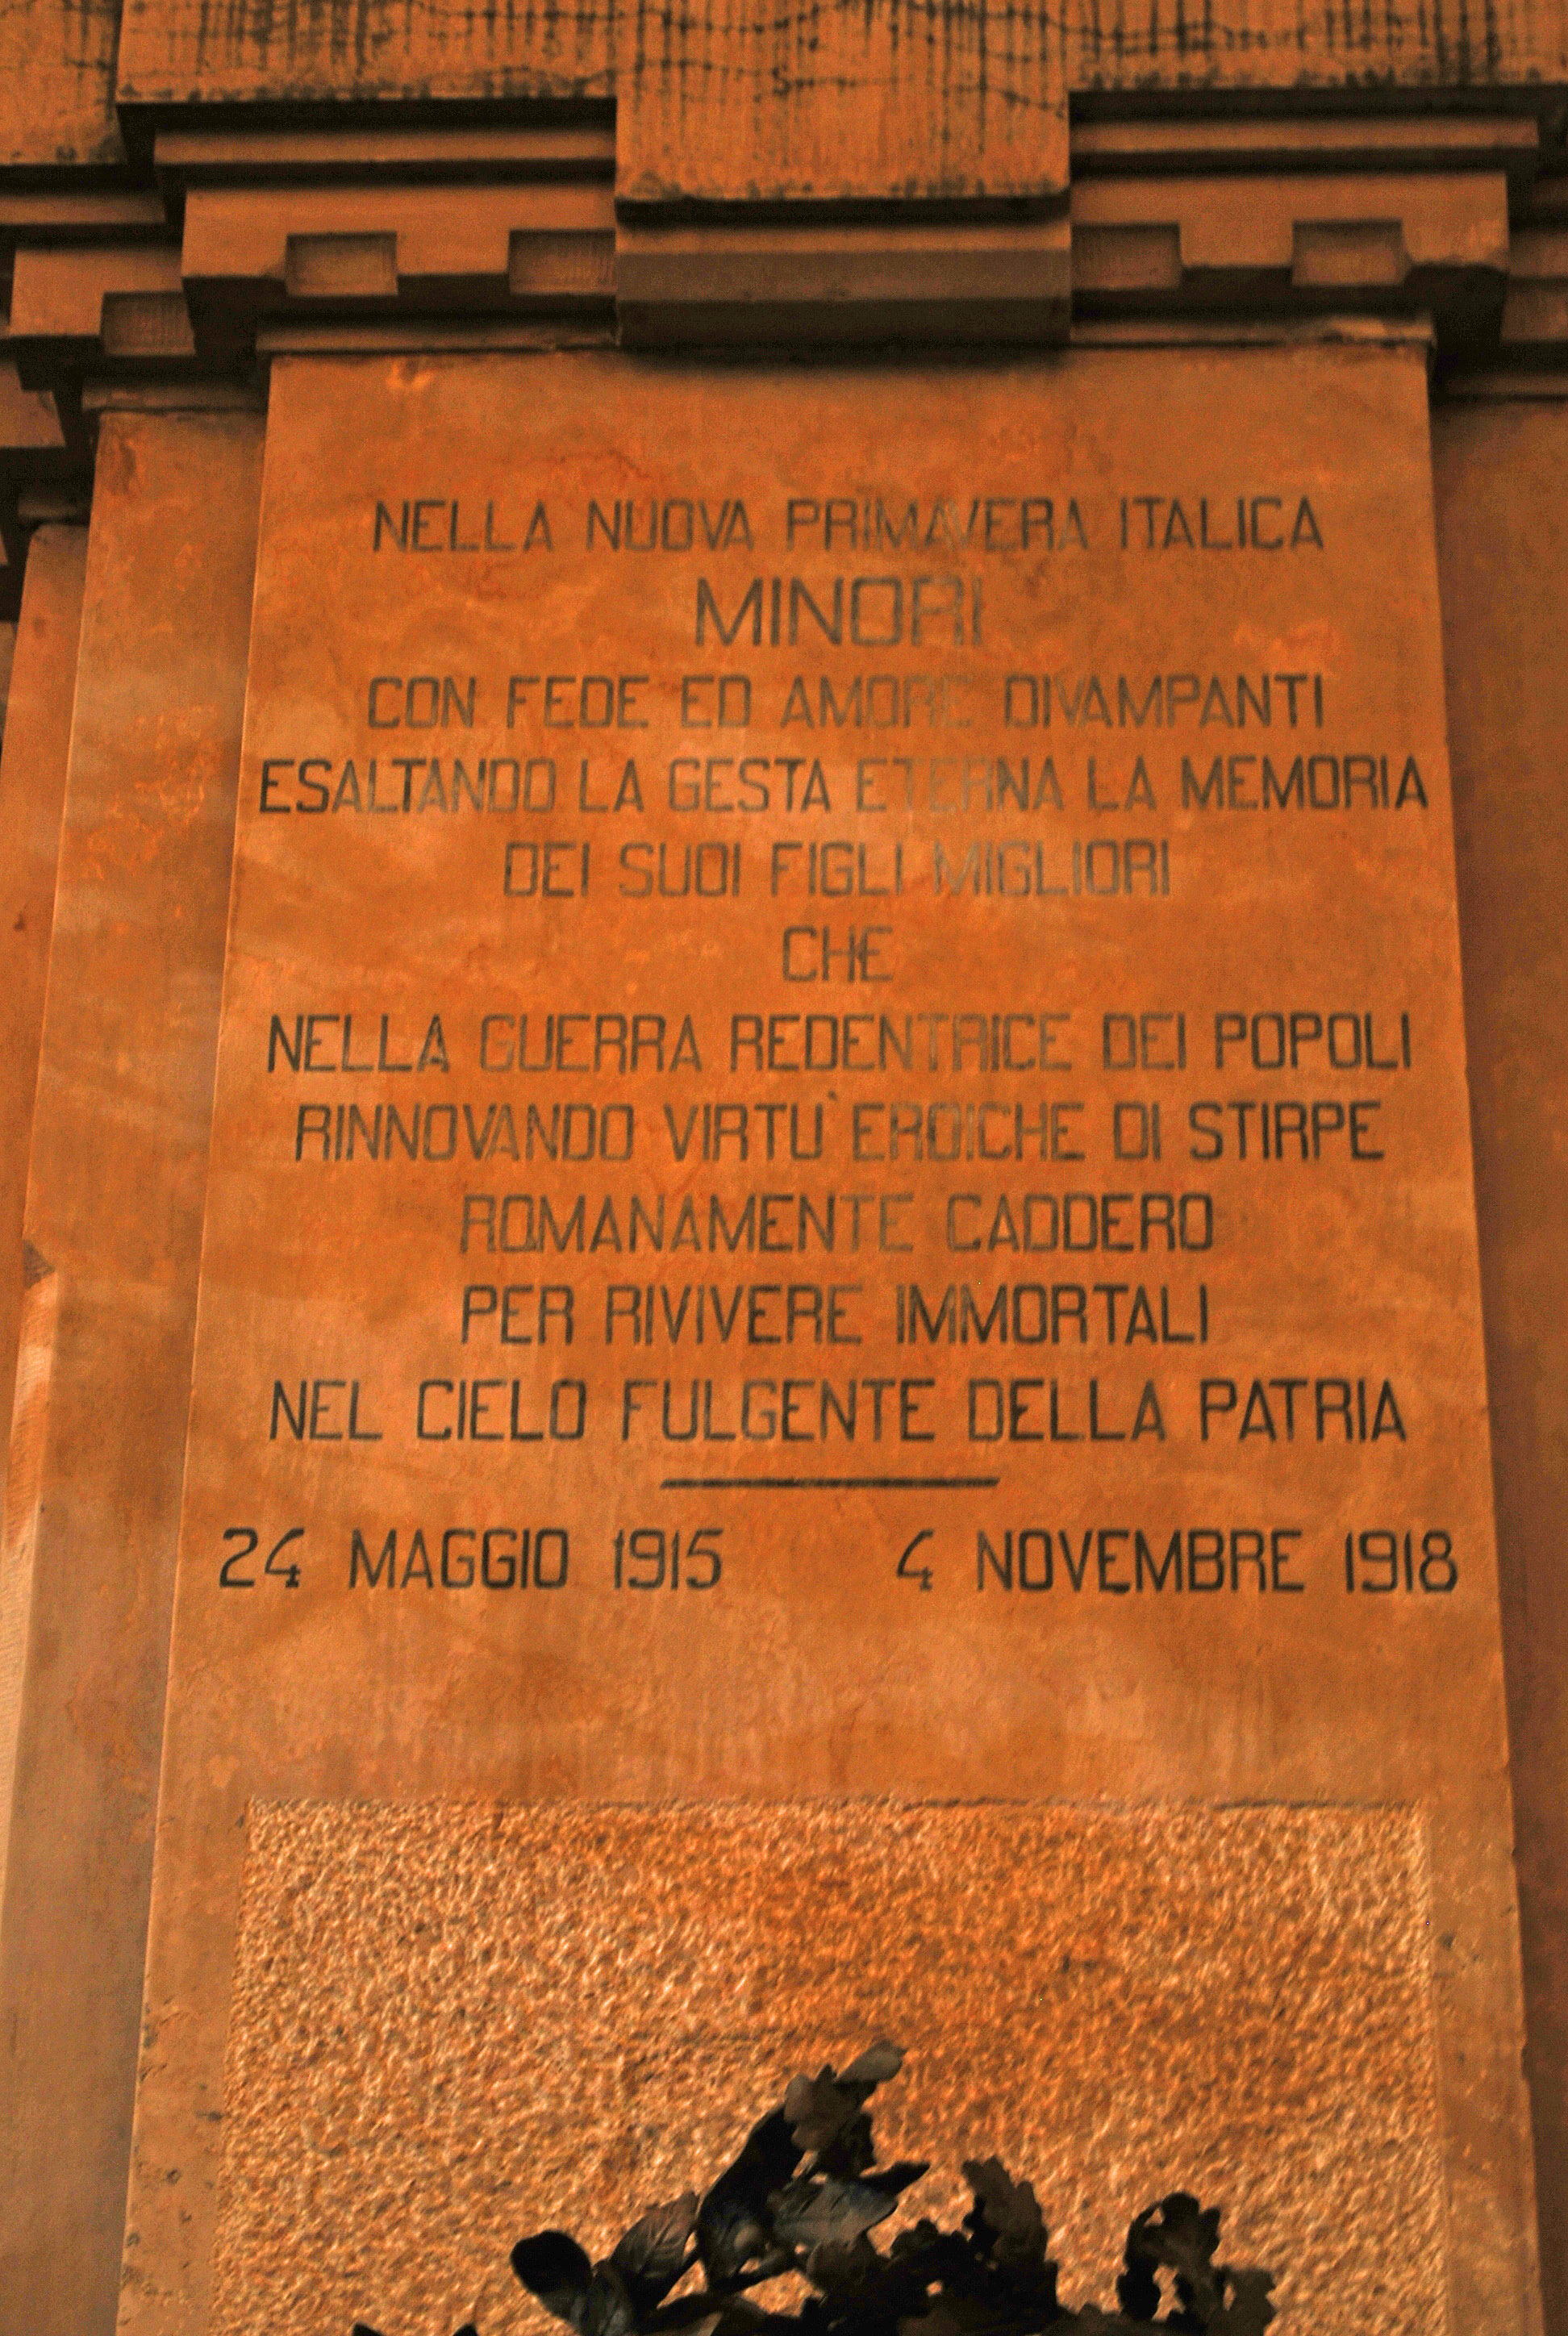 NELLA NUOVA PRIMAVERA ITALICA
MINORI
CON FEDE ED AMORE DIVAMPANTI
ESALTANDO LA GESTA ETERNA LA MEMORIA
DEI SUOI FIGLI MIGLIORI
CHE
NELLA GUERRA REDENTRICE DEI POPOLI
RINNOVANDO VIRTU' EROICHE DI STIRPE
ROMANAMENTE CADDERO
PER RIVIVERE IMMORTALI
NEL CIELO FULGENTE DELLA PATRIA
24 MAGGIO 1915 4 NOVEMBRE 1918